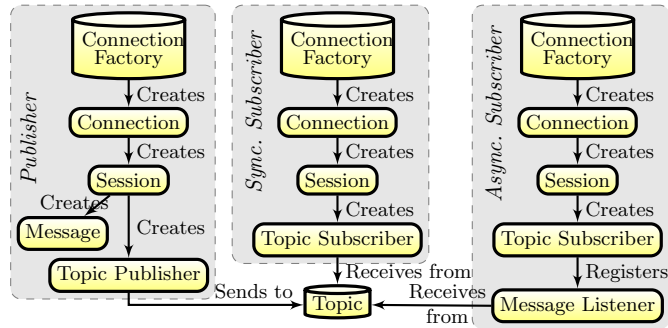 Publisher
Connection
Factory
Creates
Connection
Creates
Session
Creates
Message
Creates
Topic Publisher
Sync. Subscriber
Connection
Factory
Creates
Connection
Creates
Session
Creates
Topic Subscriber
Receives from
Async. Subscriber
Connection
Factory
Creates
Connection
Creates
Session
Creates
Topic Subscriber
Registers
Message Listener
Sends to
Topic
Receives
from